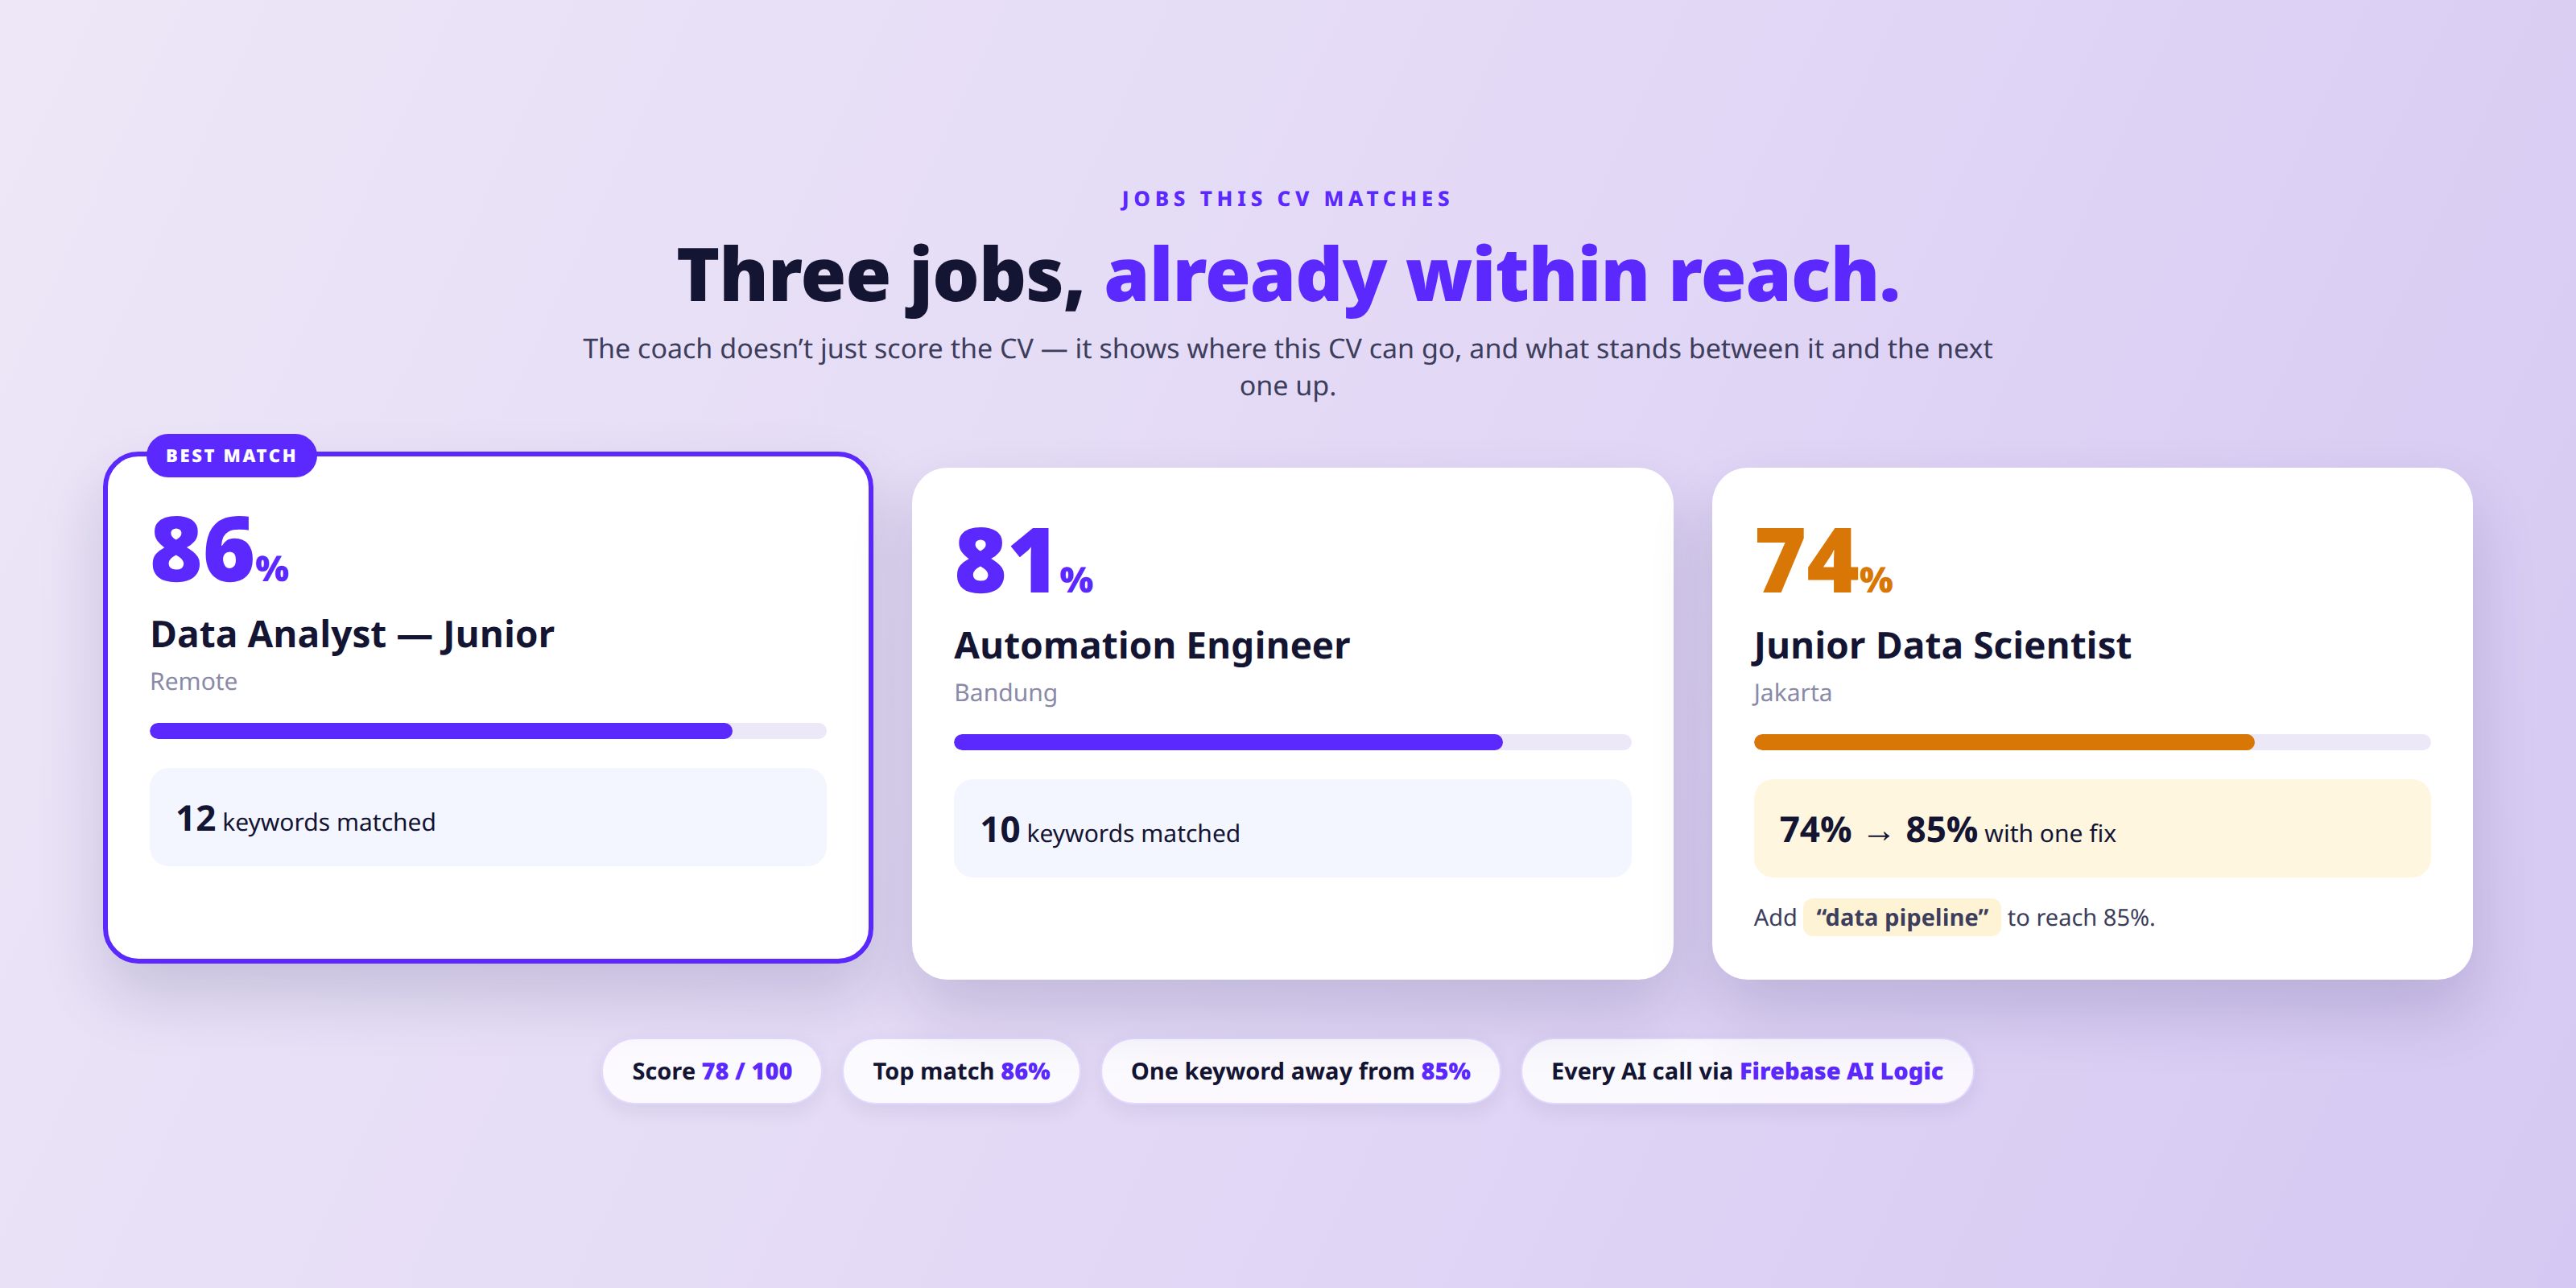 JOBS THIS CV MATCHES
Three jobs, already within reach.
The coach doesn’t just score the CV — it shows where this CV can go, and what stands between it and the next
one up.
BEST MATCH
86%
Data Analyst — Junior
Remote
12 keywords matched
81%
Automation Engineer
Bandung
10 keywords matched
74%
Junior Data Scientist
Jakarta
74% → 85% with one fix
Add “data pipeline” to reach 85%.
Score 78 / 100
Top match 86%
One keyword away from 85%
Every AI call via Firebase AI Logic